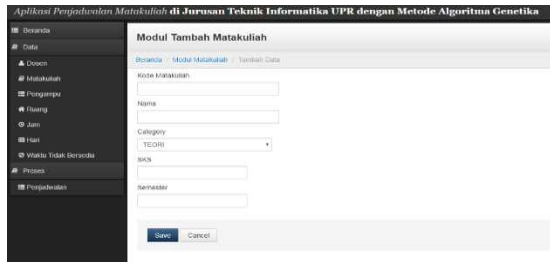 Aplikasi Penjadwalan Matakuliah di Jurusan Teknik Informatika UPR dengan Metode Algoritma Genetika
Beranda
Data
Dosen
Matakuliah
Pengampu
Ruang
Jam
Hari
Waktu Tidak Bersedia
Proses
Penjadwalan
Modul Tambah Matakuliah
Beranda / Modul Matakuliah / Tambah Data
Kode Matakuliah
Nama
Category
TEORI
SKS
Semester
Save Cancel